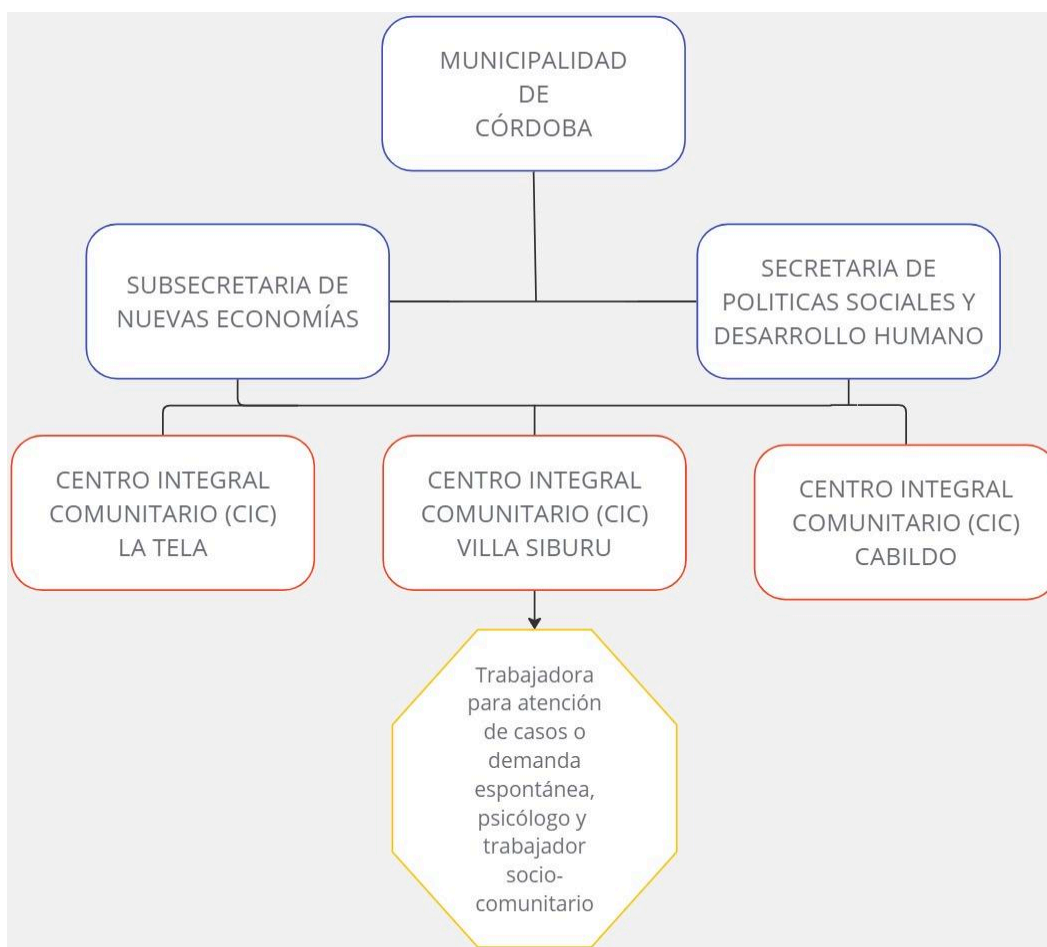 MUNICIPALIDAD
DE
CÓRDOBA
SUBSECRETARIA DE
NUEVAS ECONOMÍAS
SECRETARIA DE
POLITICAS SOCIALES Y
DESARROLLO HUMANO
CENTRO INTEGRAL
COMUNITARIO (CIC)
LA TELA
CENTRO INTEGRAL
COMUNITARIO (CIC)
VILLA SIBURU
CENTRO INTEGRAL
COMUNITARIO (CIC)
CABILDO
Trabajadora
para atención
de casos o
demanda
espontánea,
psicólogo y
trabajador
socio-
comunitario